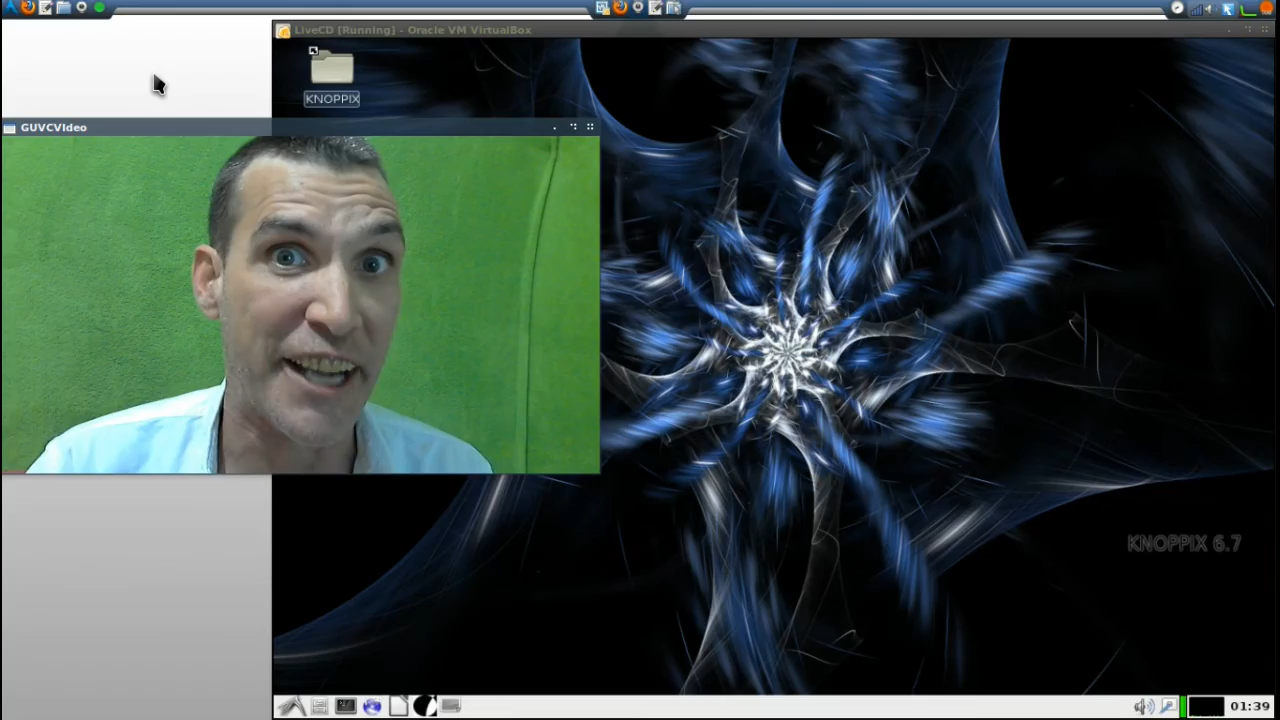 LiveCD [Running] - Oracle VM VirtualBox
KNOPPIX
GUVCVIdeo
KNOPPIX 6.7
01:39